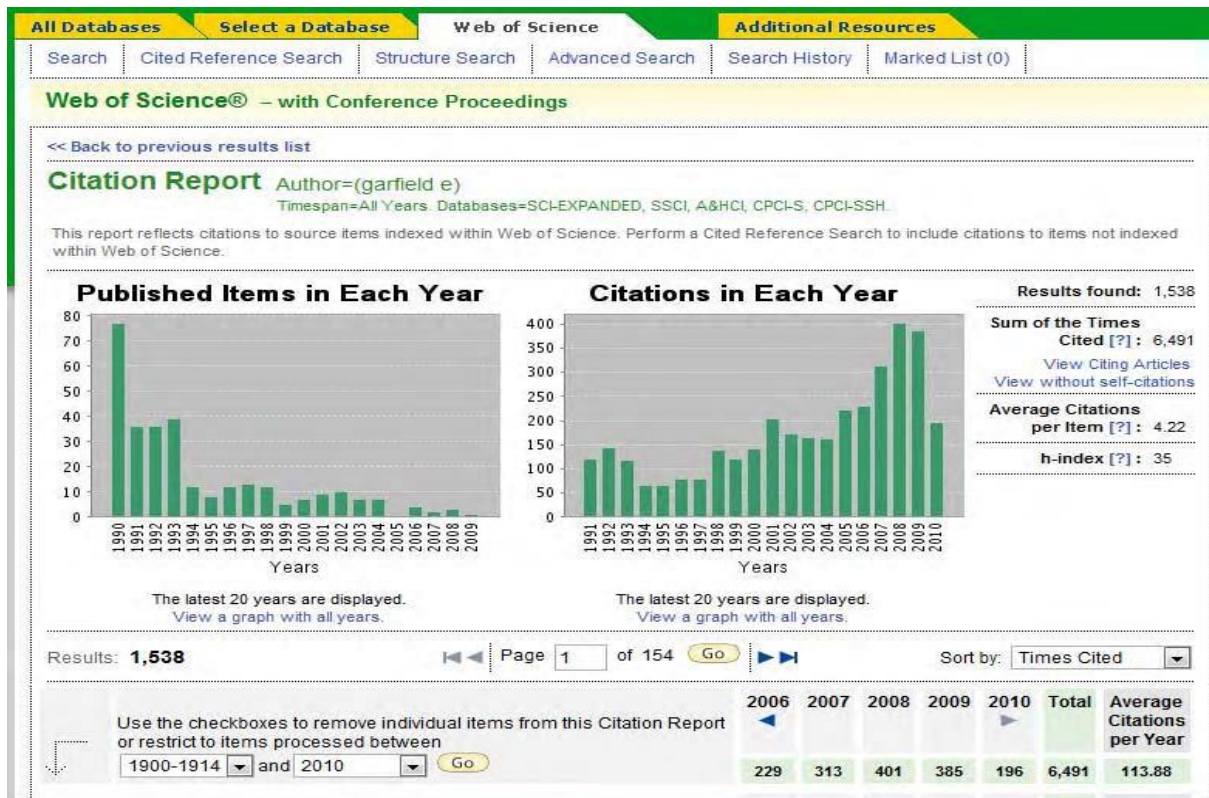 All Databases Select a Database Web of Science Additional Resources
Search Cited Reference Search Structure Search Advanced Search Search History Marked List (0)
Web of Science® – with Conference Proceedings
<< Back to previous results list
Citation Report Author=(garfield e)
Timespan=All Years. Databases=SCI-EXPANDED, SSCI, A&HCI, CPCI-S, CPCI-SSH.
This report reflects citations to source items indexed within Web of Science. Perform a Cited Reference Search to include citations to items not indexed
within Web of Science.
Published Items in Each Year
80
70
60
50
40
30
20
10
0
1990 1991 1992 1993 1994 1995 1996 1997 1998 1999 2000 2001 2002 2003 2004 2005 2006 2007 2008 2009
Years
The latest 20 years are displayed.
View a graph with all years.
Citations in Each Year
400
350
300
250
200
150
100
50
0
1991 1992 1993 1994 1995 1996 1997 1998 1999 2000 2001 2002 2003 2004 2005 2006 2007 2008 2009 2010
Years
The latest 20 years are displayed.
View a graph with all years.
Results found: 1,538
Sum of the Times
Cited [?] : 6,491
View Citing Articles
View without self-citations
Average Citations
per Item [?] : 4.22
h-index [?] : 35
Results: 1,538 Page 1 of 154 Go Sort by: Times Cited
Use the checkboxes to remove individual items from this Citation Report
or restrict to items processed between
1900-1914 and 2010 Go
2006 2007 2008 2009 2010 Total Average
Citations
per Year
229 313 401 385 196 6,491 113.88